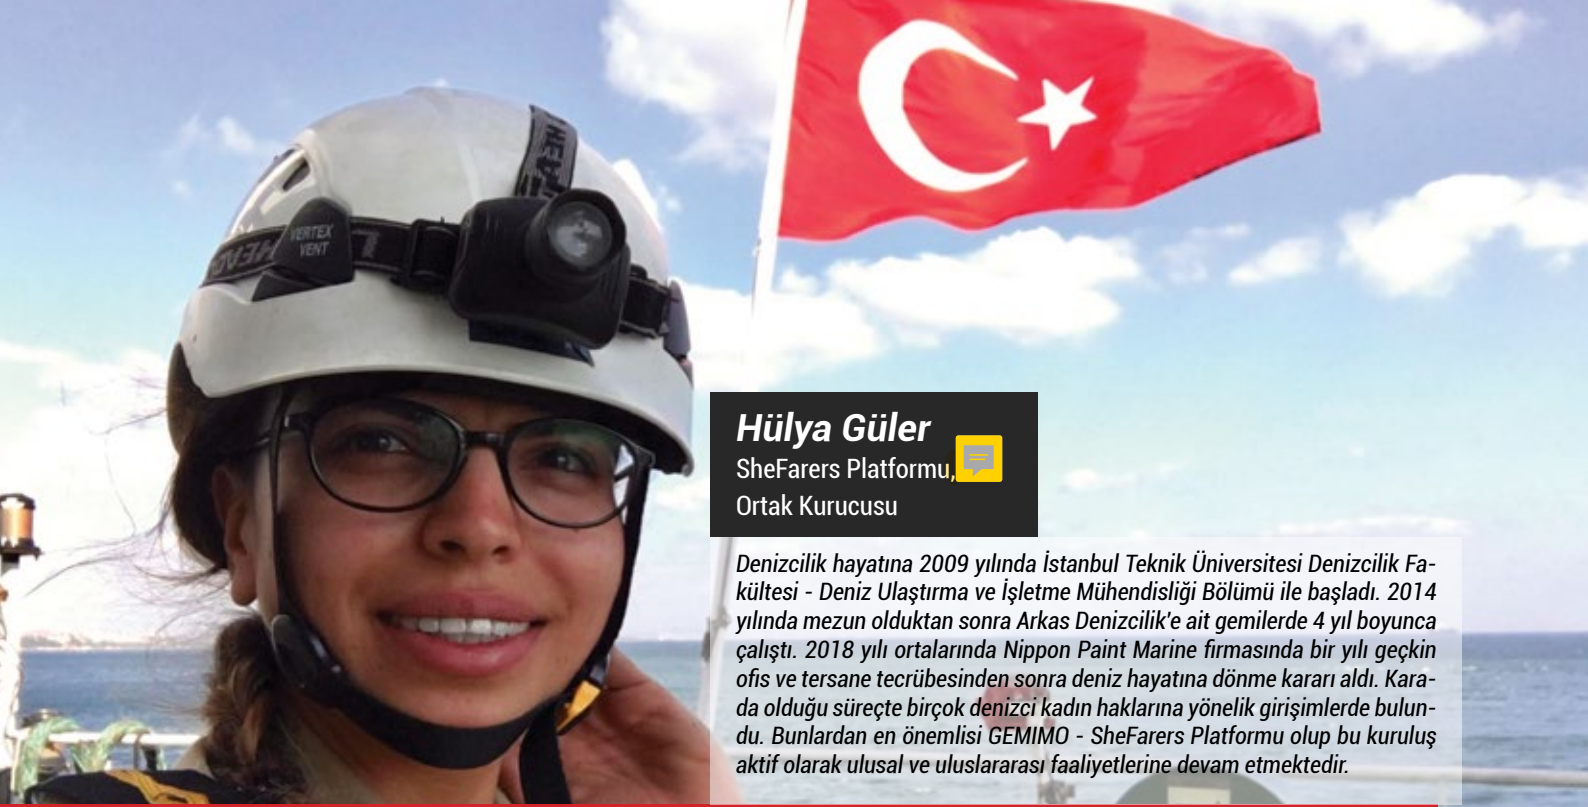 VERTEX
VENT
Hülya Güler
SheFarers Platformu,
Ortak Kurucusu
Denizcilik hayatına 2009 yılında İstanbul Teknik Üniversitesi Denizcilik Fa-
kültesi - Deniz Ulaştırma ve İşletme Mühendisliği Bölümü ile başladı. 2014
yılında mezun olduktan sonra Arkas Denizcilik'e ait gemilerde 4 yıl boyunca
çalıştı. 2018 yılı ortalarında Nippon Paint Marine firmasında bir yılı geçkin
ofis ve tersane tecrübesinden sonra deniz hayatına dönme kararı aldı. Kara-
da olduğu süreçte birçok denizci kadın haklarına yönelik girişimlerde bulun-
du. Bunlardan en önemlisi GEMIMO - SheFarers Platformu olup bu kuruluş
aktif olarak ulusal ve uluslararası faaliyetlerine devam etmektedir.